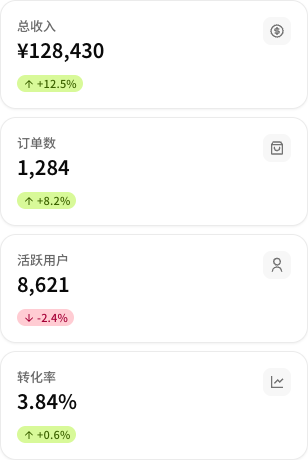 总收入
¥128,430
↑ +12.5%
订单数
1,284
↑ +8.2%
活跃用户
8,621
↓ -2.4%
转化率
3.84%
↑ +0.6%